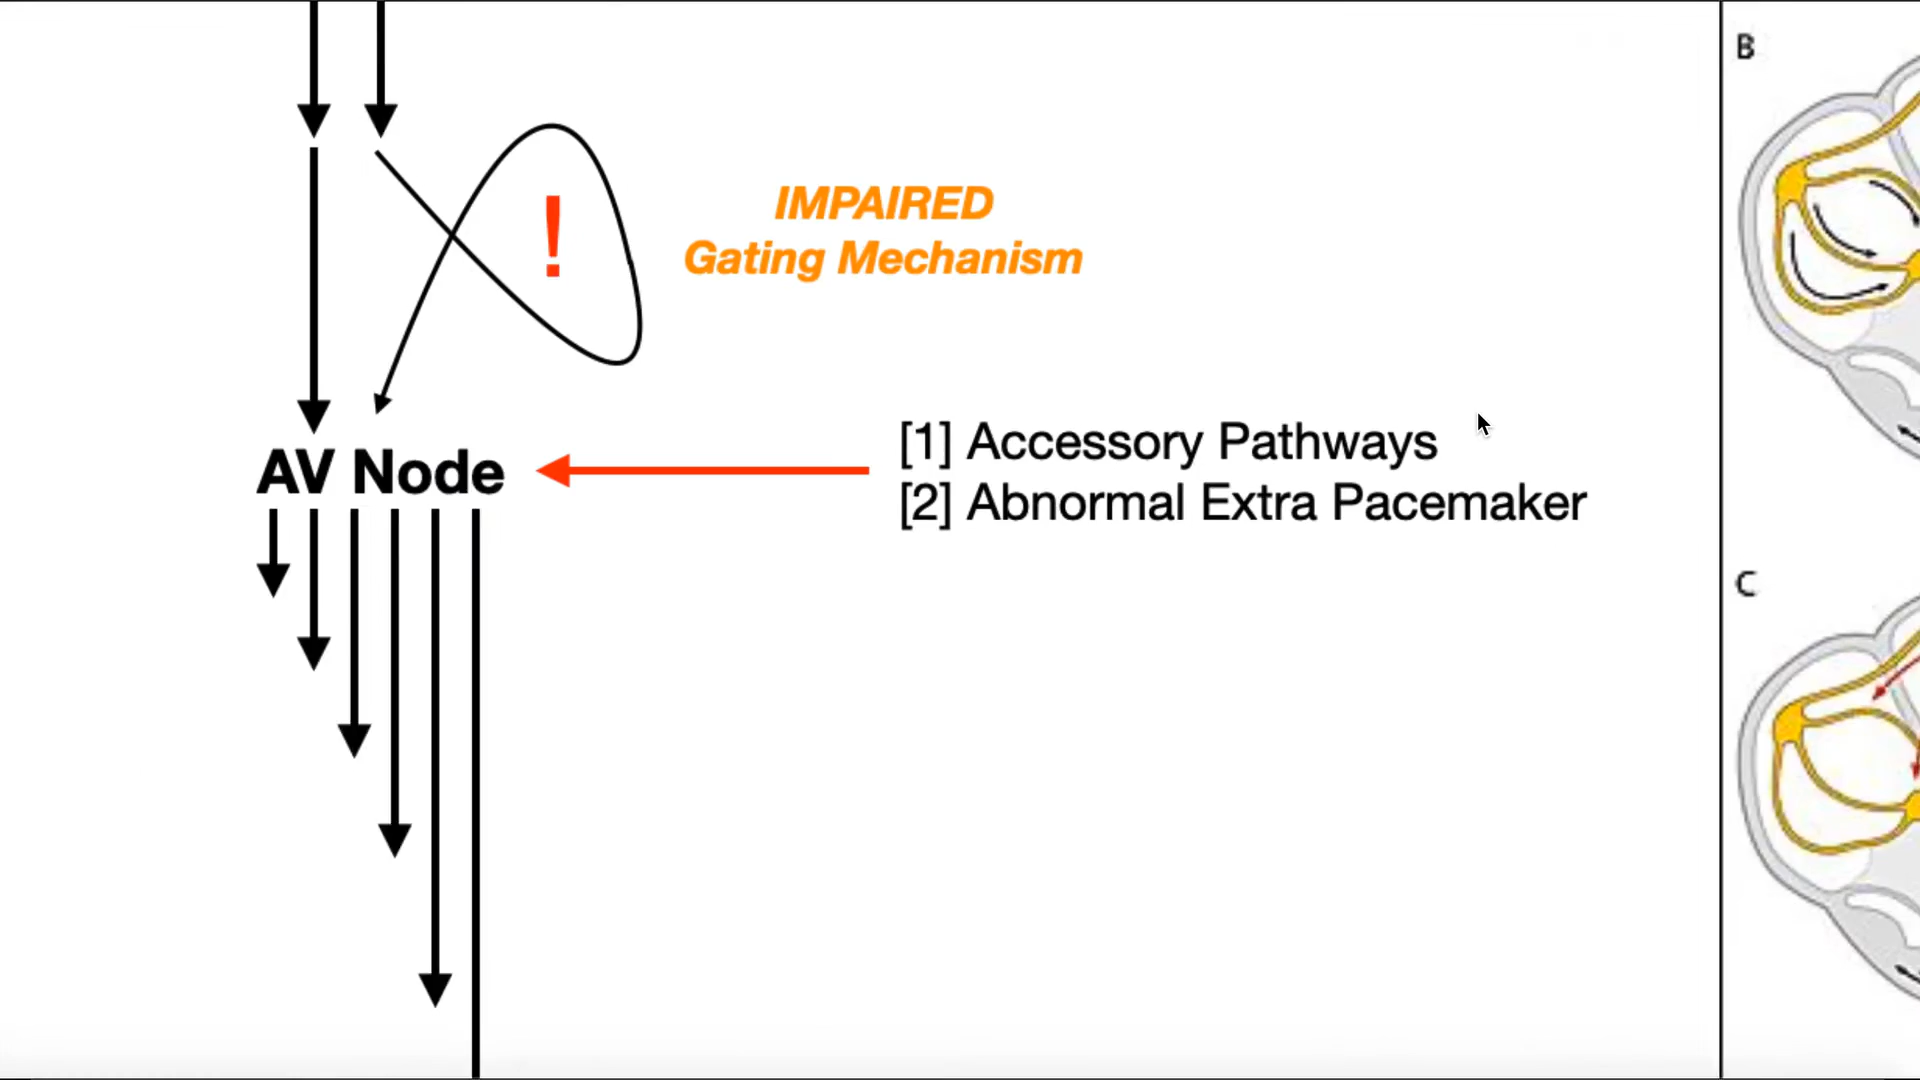 B
!
IMPAIRED
Gating Mechanism
[1] Accessory Pathways
AV Node
[2] Abnormal Extra Pacemaker
C